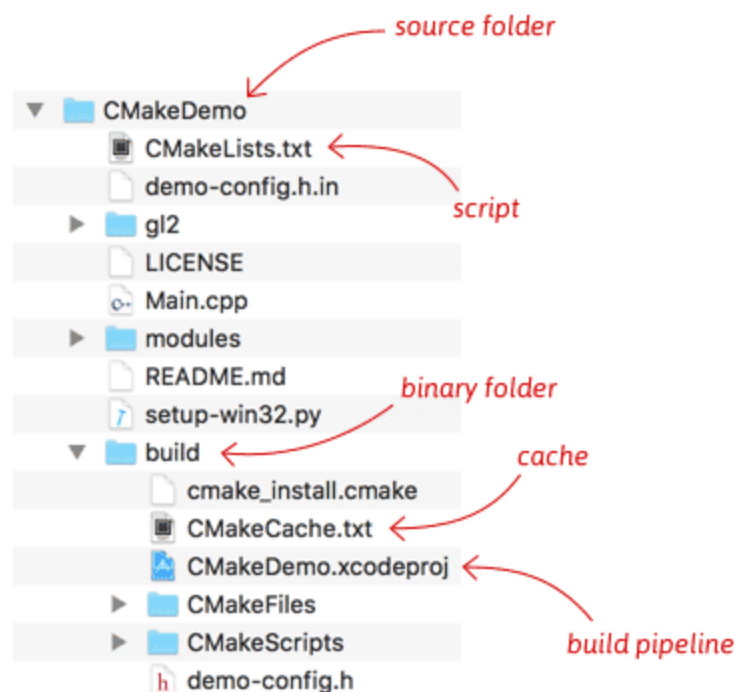 source folder
CMakeDemo
CMakeLists.txt
demo-config.h.in
script
gl2
LICENSE
Main.cpp
modules
README.md
binary folder
setup-win32.py
build
cache
cmake_install.cmake
CMakeCache.txt
CMakeDemo.xcodeproj
CMakeFiles
build pipeline
CMakeScripts
demo-config.h